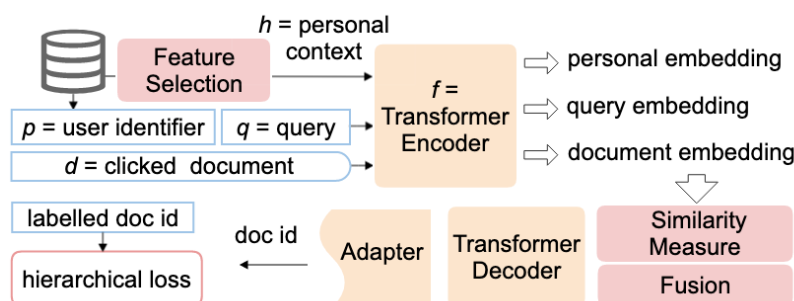 h = personal
context
Feature
Selection
f =
Transformer
Encoder
personal embedding
query embedding
document embedding
p = user identifier
q = query
d = clicked document
labelled doc id
hierarchical loss
doc id
Adapter
Transformer
Decoder
Similarity
Measure
Fusion